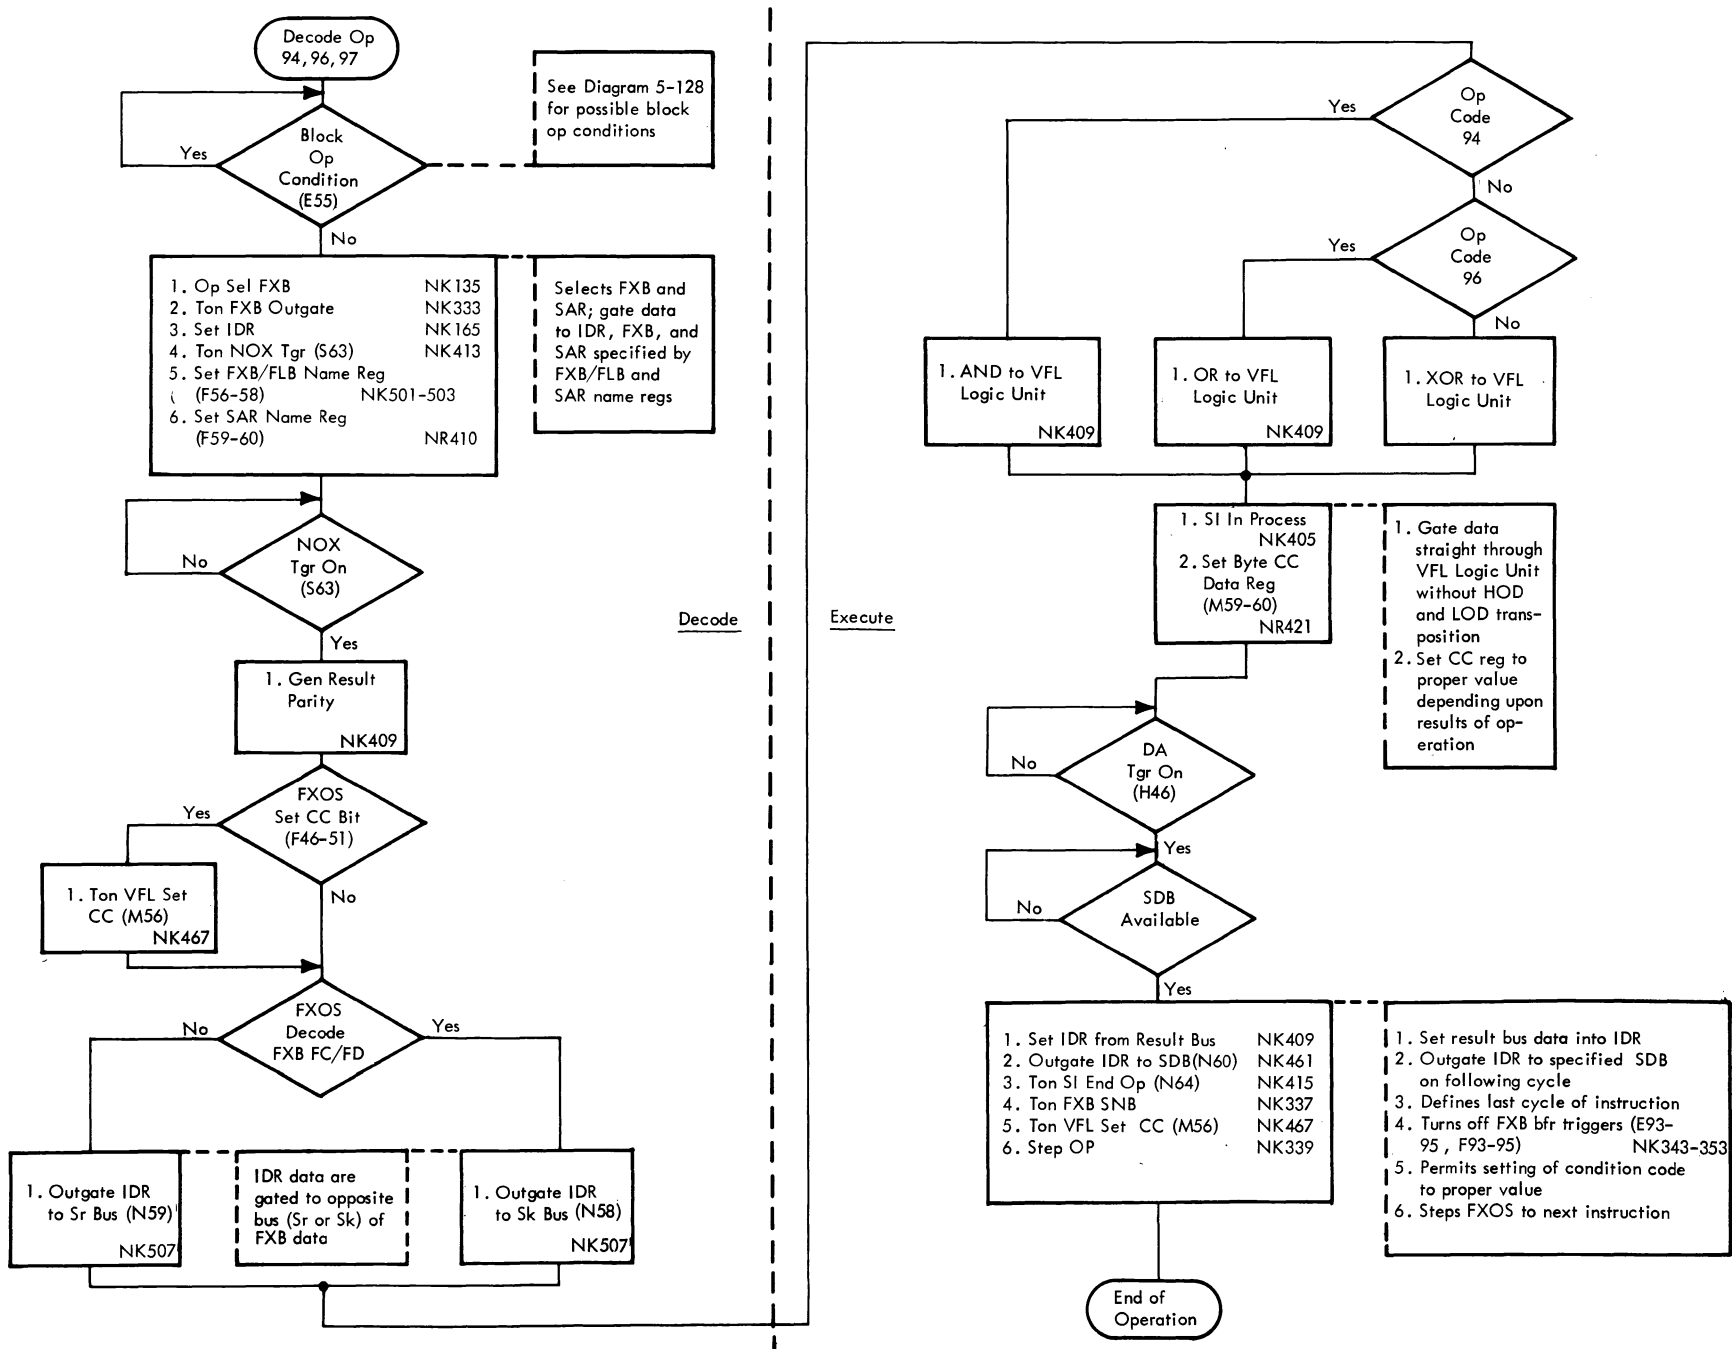 Decode Op
94, 96, 97
See Diagram 5-128
for possible block
op conditions
Block
Op
Condition
(E55)
Yes
No
1. Op Sel FXB NK135
2. Ton FXB Outgate NK333
3. Set IDR NK165
4. Ton NOX Tgr (S63) NK413
5. Set FXB/FLB Name Reg
(F56-58) NK501-503
6. Set SAR Name Reg
(F59-60) NR410
Selects FXB and
SAR; gate data
to IDR, FXB, and
SAR specified by
FXB/FLB and
SAR name regs
NOX
Tgr On
(S63)
No
Yes
1. Gen Result
Parity
NK409
FXOS
Set CC Bit
(F46-51)
Yes
No
1. Ton VFL Set
CC (M56)
NK467
FXOS
Decode
FXB FC/FD
No
Yes
1. Outgate IDR
to Sr Bus (N59)
NK507
IDR data are
gated to opposite
bus (Sr or Sk) of
FXB data
1. Outgate IDR
to Sk Bus (N58)
NK507
Decode
Execute
Op
Code
94
Yes
No
Op
Code
96
Yes
No
1. AND to VFL
Logic Unit
NK409
1. OR to VFL
Logic Unit
NK409
1. XOR to VFL
Logic Unit
1. SI In Process
NK405
2. Set Byte CC
Data Reg
(M59-60)
NR421
1. Gate data
straight through
VFL Logic Unit
without HOD
and LOD trans-
position
2. Set CC reg to
proper value
depending upon
results of op-
eration
DA
Tgr On
(H46)
No
Yes
SDB
Available
No
Yes
1. Set IDR from Result Bus NK409
2. Outgate IDR to SDB(N60) NK461
3. Ton SI End Op (N64) NK415
4. Ton FXB SNB NK337
5. Ton VFL Set CC (M56) NK467
6. Step OP NK339
1. Set result bus data into IDR
2. Outgate IDR to specified SDB
on following cycle
3. Defines last cycle of instruction
4. Turns off FXB bfr triggers (E93-
95, F93-95) NK343-353
5. Permits setting of condition code
to proper value
6. Steps FXOS to next instruction
End of
Operation